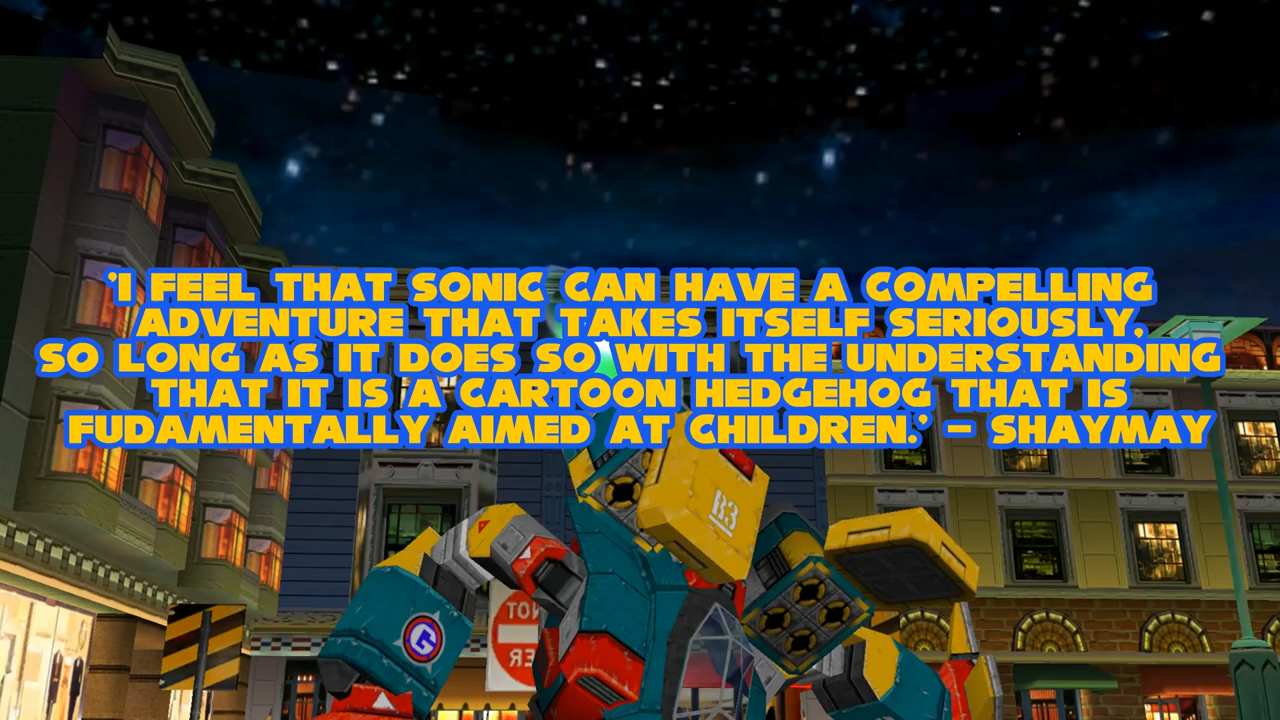 'I FEEL THAT SONIC CAN HAVE A COMPELLING
ADVENTURE THAT TAKES ITSELF SERIOUSLY,
SO LONG AS IT DOES SO WITH THE UNDERSTANDING
THAT IT IS A CARTOON HEDGEHOG THAT IS
FUDAMENTALLY AIMED AT CHILDREN.' – SHAYMAY
B3
G